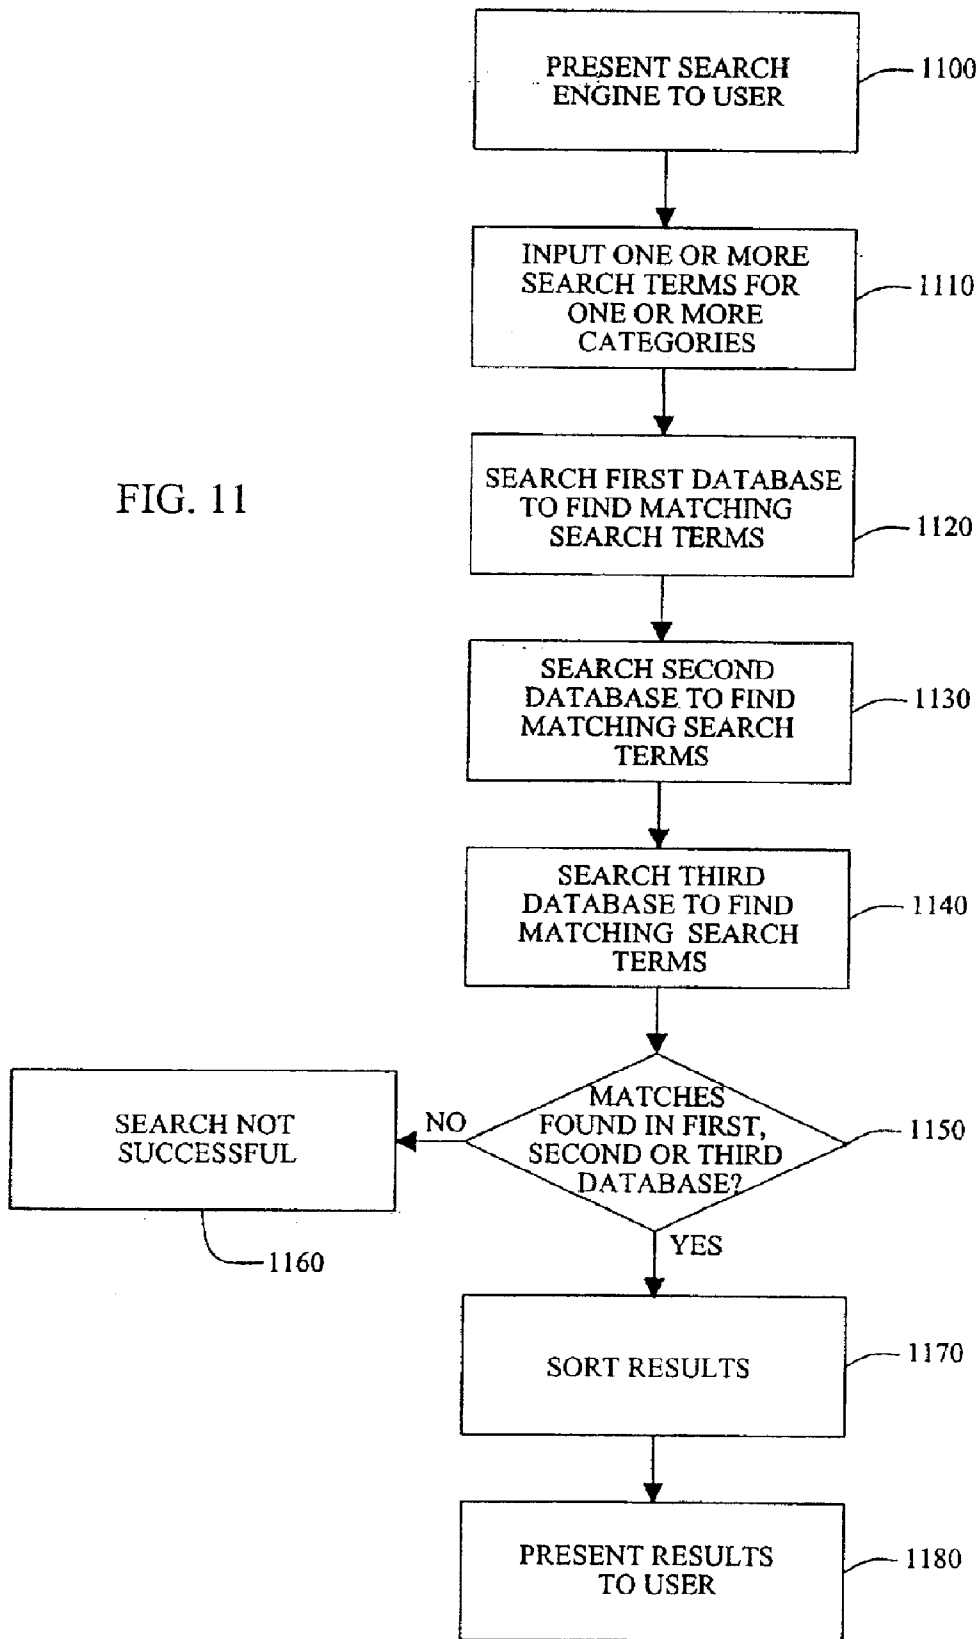 PRESENT SEARCH
ENGINE TO USER
1100
INPUT ONE OR MORE
SEARCH TERMS FOR
ONE OR MORE
CATEGORIES
1110
FIG. 11
SEARCH FIRST DATABASE
TO FIND MATCHING
SEARCH TERMS
1120
SEARCH SECOND
DATABASE TO FIND
MATCHING SEARCH
TERMS
1130
SEARCH THIRD
DATABASE TO FIND
MATCHING SEARCH
TERMS
1140
MATCHES
FOUND IN FIRST,
SECOND OR THIRD
DATABASE?
1150
NO
SEARCH NOT
SUCCESSFUL
1160
YES
SORT RESULTS
1170
PRESENT RESULTS
TO USER
1180